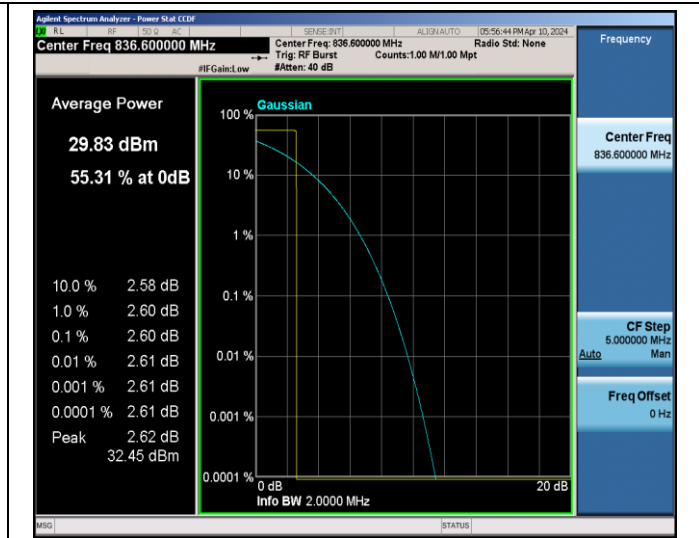 Agilent Spectrum Analyzer - Power Stat CCDF
RL RF 50 Ω AC SENSE:INT ALIGNAUTO 05:56:44 PM Apr 10, 2024
Center Freq 836.600000 MHz
Center Freq: 836.600000 MHz Radio Std: None
Trig: RF Burst Counts:1.00 M/1.00 Mpt
#IFGain:Low #Atten: 40 dB
Frequency
Average Power
29.83 dBm
55.31 % at 0dB
10.0 % 2.58 dB
1.0 % 2.60 dB
0.1 % 2.60 dB
0.01 % 2.61 dB
0.001 % 2.61 dB
0.0001 % 2.61 dB
Peak 2.62 dB
32.45 dBm
Gaussian
100 %
10 %
1 %
0.1 %
0.01 %
0.001 %
0.0001 %
0 dB 20 dB
Info BW 2.0000 MHz
Center Freq
836.600000 MHz
CF Step
5.000000 MHz
Auto Man
Freq Offset
0 Hz
MSG STATUS